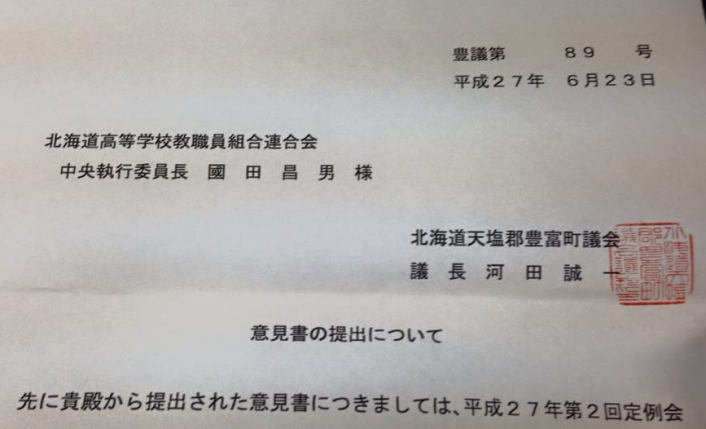 豊議第　８９　号
平成２７年　６月２３日
北海道高等学校教職員組合連合会
中央執行委員長　國　田　昌　男　様
北海道天塩郡豊富町議会
議　長　河　田　誠　一
意見書の提出について
先に貴殿から提出された意見書につきましては、平成２７年第２回定例会